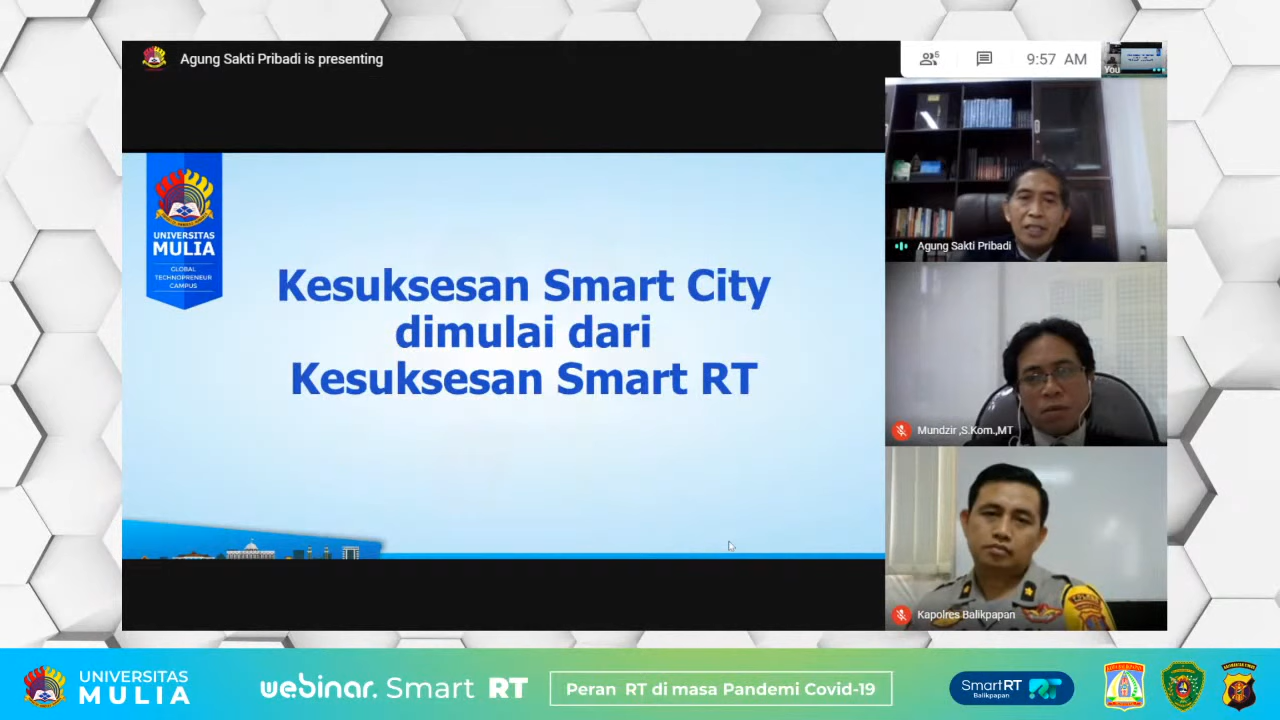 Agung Sakti Pribadi is presenting
5
9:57 AM
You
UNIVERSITAS
MULIA
GLOBAL
TECHNOPRENEUR
CAMPUS
Kesuksesan Smart City
dimulai dari
Kesuksesan Smart RT
Agung Sakti Pribadi
Mundzir ,S.Kom.,MT
Kapolres Balikpapan
UNIVERSITAS
MULIA
webinar. Smart RT
Peran RT di masa Pandemi Covid-19
SmartRT
Balikpapan